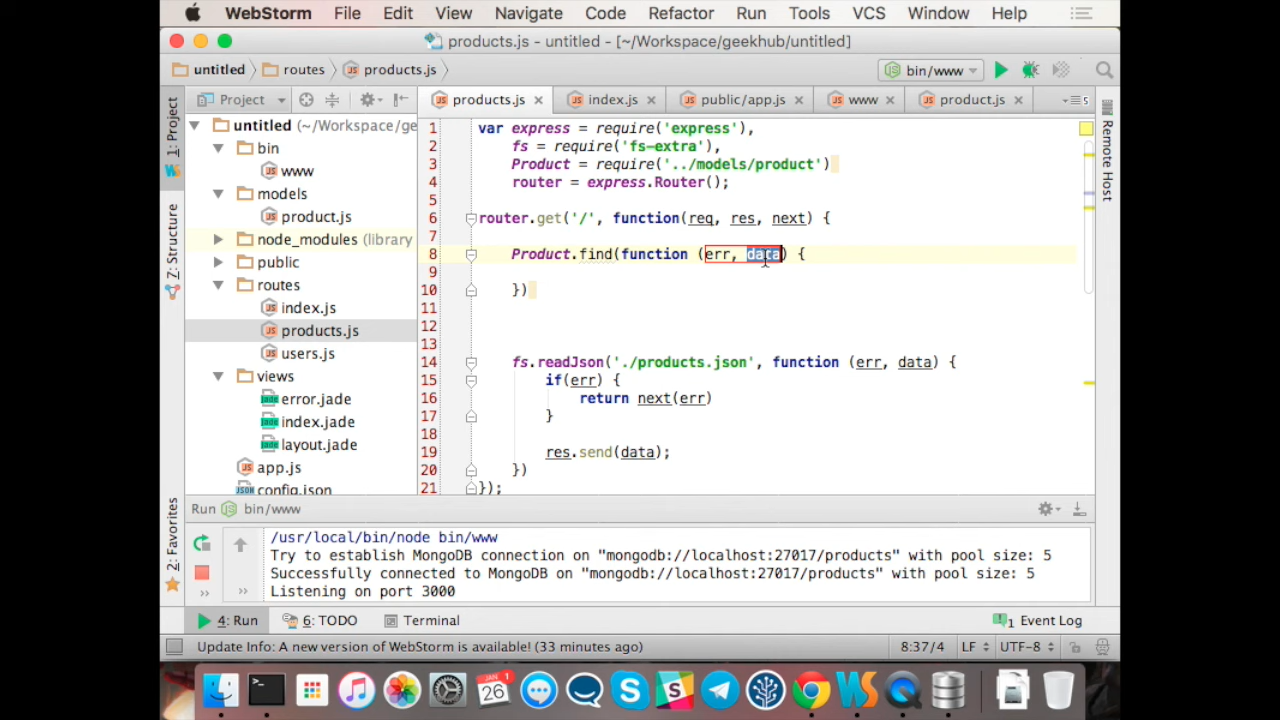 WebStorm File Edit View Navigate Code Refactor Run Tools VCS Window Help
products.js - untitled - [~/Workspace/geekhub/untitled]
untitled routes products.js bin/www
Project products.js index.js public/app.js www product.js 5
1: Project
Z: Structure
2: Favorites
Remote Host
untitled (~/Workspace/ge
bin
www
models
product.js
node_modules (library
public
routes
index.js
products.js
users.js
views
error.jade
index.jade
layout.jade
app.js
config.json
1 var express = require('express'),
2 fs = require('fs-extra'),
3 Product = require('../models/product')
4 router = express.Router();
5
6 router.get('/', function(req, res, next) {
7
8 Product.find(function (err, data) {
9
10 })
11
12
13
14 fs.readJson('./products.json', function (err, data) {
15 if(err) {
16 return next(err)
17 }
18
19 res.send(data);
20 })
21 });
Run bin/www
/usr/local/bin/node bin/www
Try to establish MongoDB connection on "mongodb://localhost:27017/products" with pool size: 5
Successfully connected to MongoDB on "mongodb://localhost:27017/products" with pool size: 5
Listening on port 3000
4: Run 6: TODO Terminal 1 Event Log
Update Info: A new version of WebStorm is available! (33 minutes ago) 8:37/4 LF UTF-8
JAN 1
26